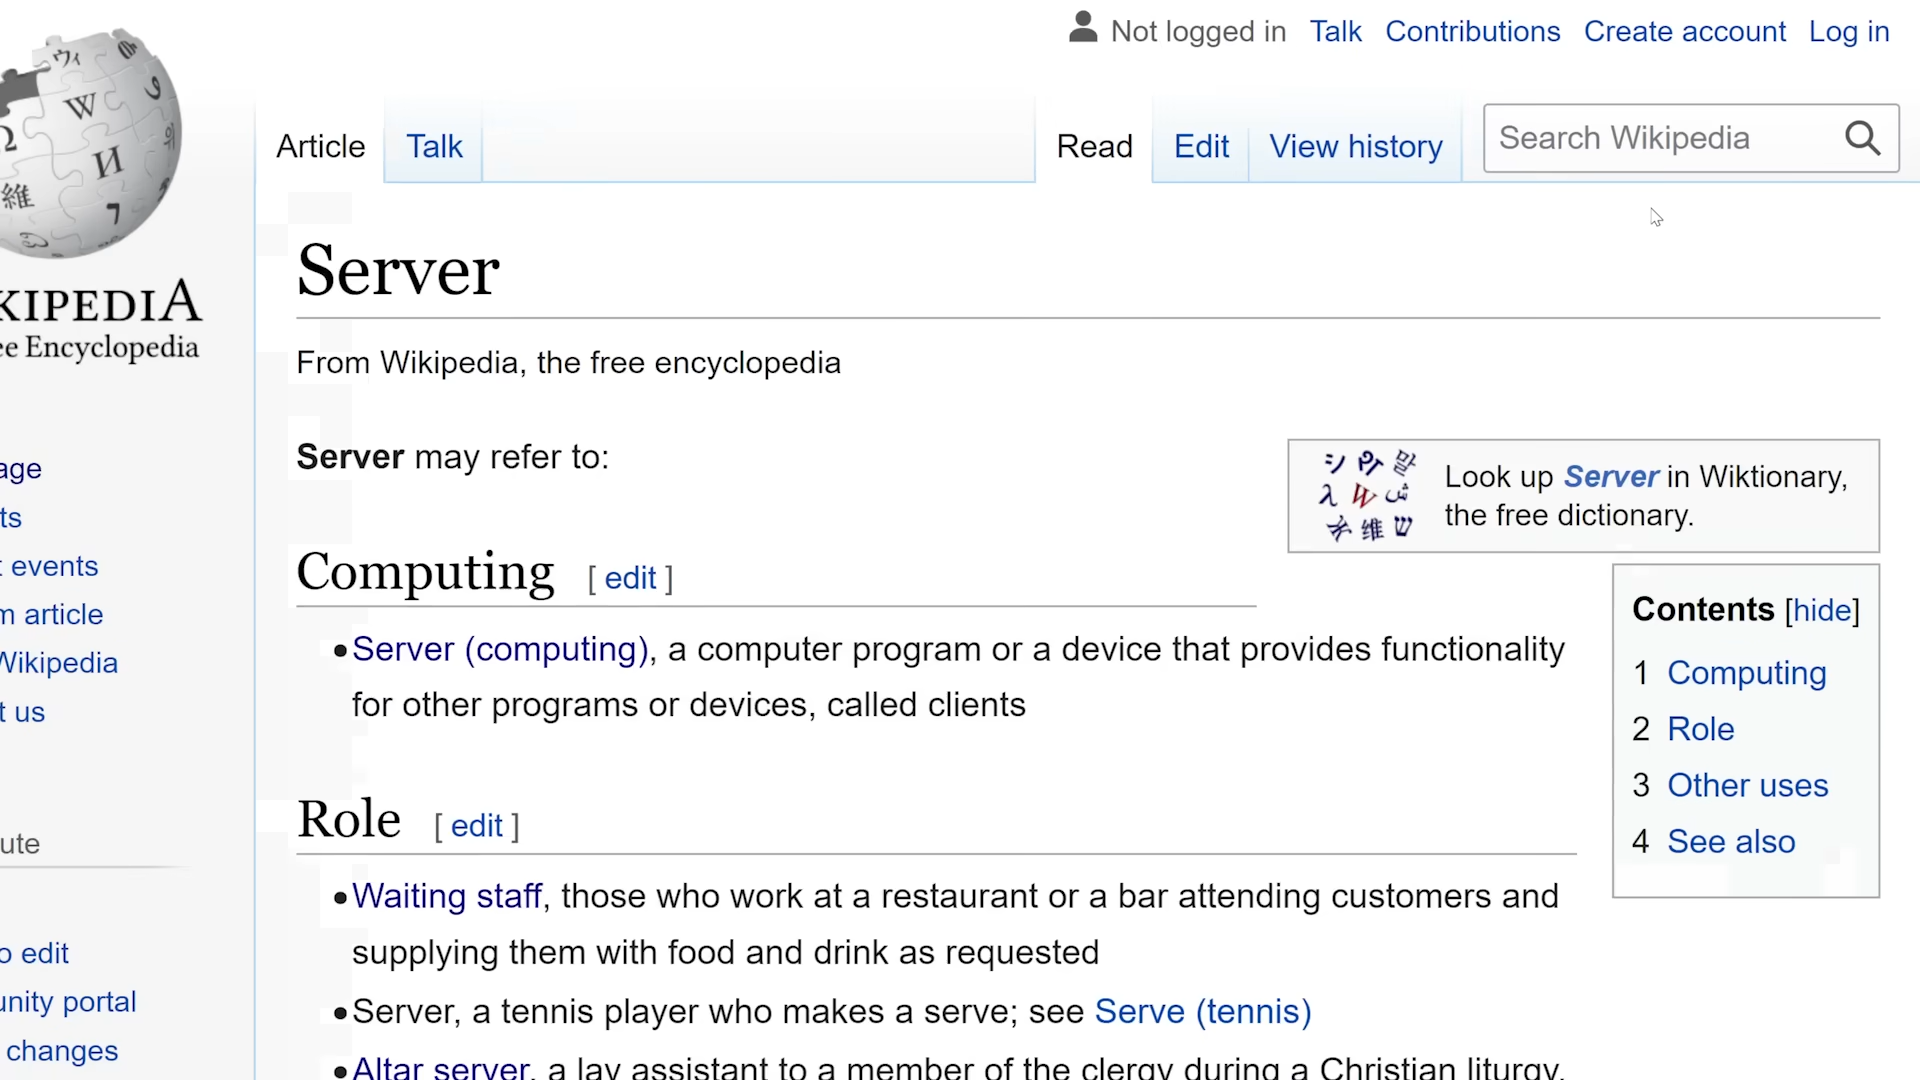 Not logged in Talk Contributions Create account Log in
Article Talk Read Edit View history Search Wikipedia
KIPEDIA
Encyclopedia
Server
From Wikipedia, the free encyclopedia
Server may refer to:
Look up Server in Wiktionary,
the free dictionary.
Computing [ edit ]
Server (computing), a computer program or a device that provides functionality
for other programs or devices, called clients
Contents [hide]
1 Computing
2 Role
3 Other uses
4 See also
Role [ edit ]
Waiting staff, those who work at a restaurant or a bar attending customers and
supplying them with food and drink as requested
Server, a tennis player who makes a serve; see Serve (tennis)
Altar server, a lay assistant to a member of the clergy during a Christian liturgy.
age
ts
events
m article
Wikipedia
t us
ute
o edit
unity portal
changes